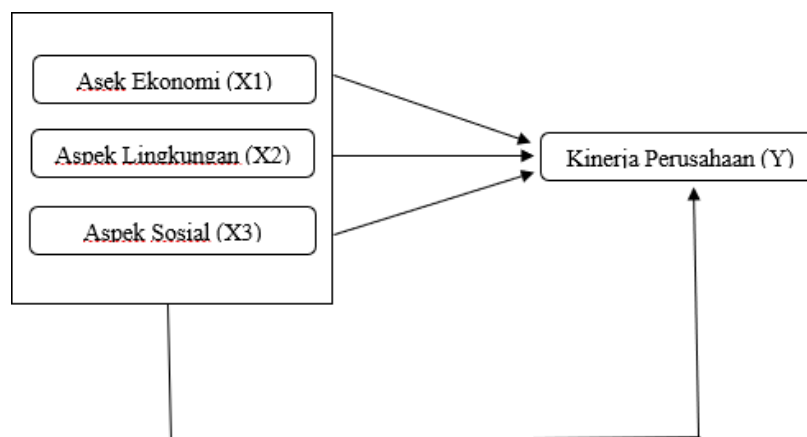 Asek Ekonomi (X1)
Aspek Lingkungan (X2)
Kinerja Perusahaan (Y)
Aspek Sosial (X3)